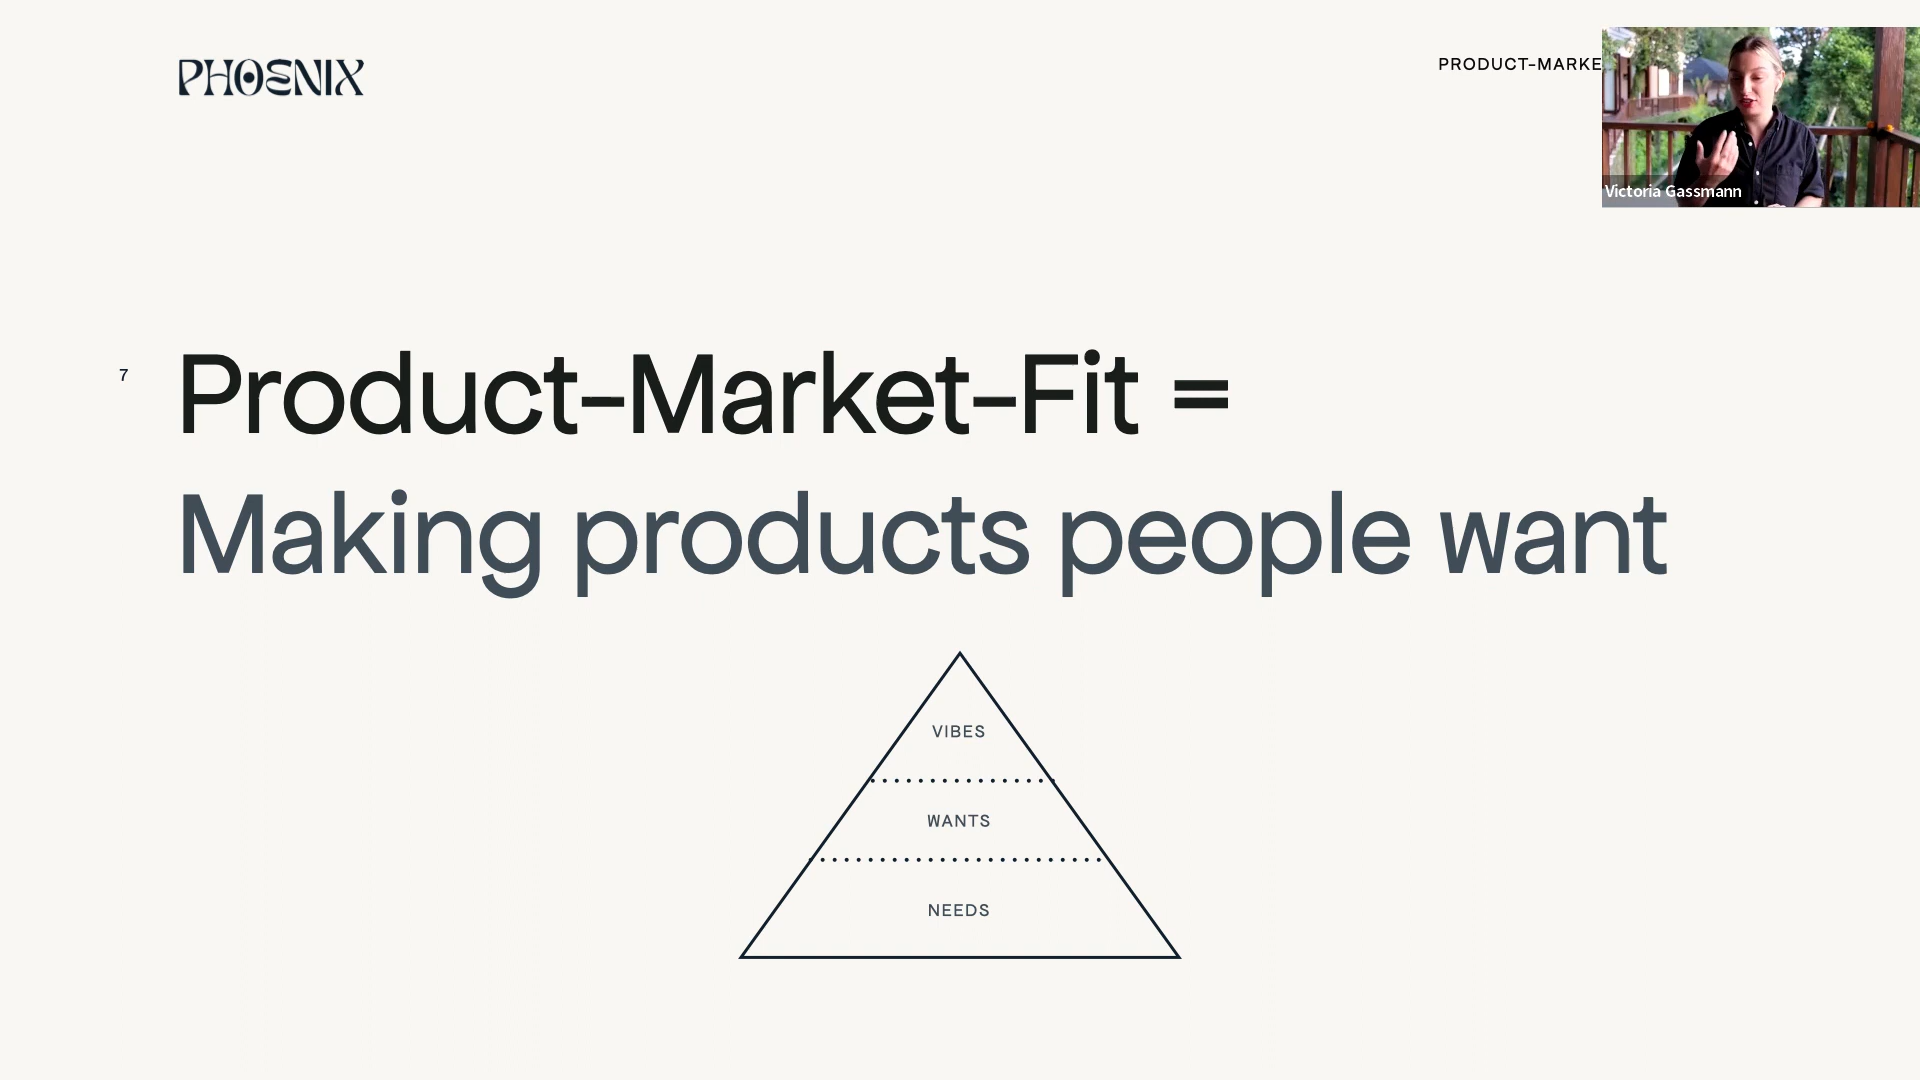 PHOENIX
PRODUCT-MARKE
Victoria Gassmann
7
Product-Market-Fit =
Making products people want
VIBES
WANTS
NEEDS